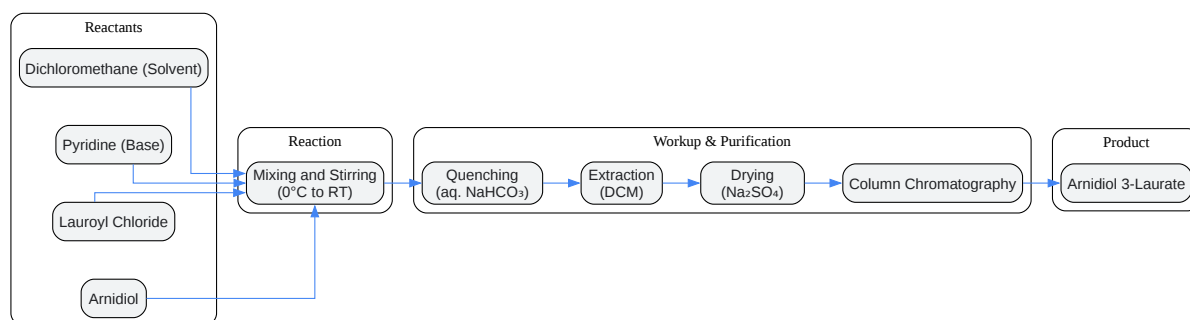 Reactants
Dichloromethane (Solvent)
Pyridine (Base)
Lauroyl Chloride
Arnidiol
Reaction
Mixing and Stirring
(0°C to RT)
Workup & Purification
Quenching
(aq. NaHCO₃)
Extraction
(DCM)
Drying
(Na₂SO₄)
Column Chromatography
Product
Arnidiol 3-Laurate